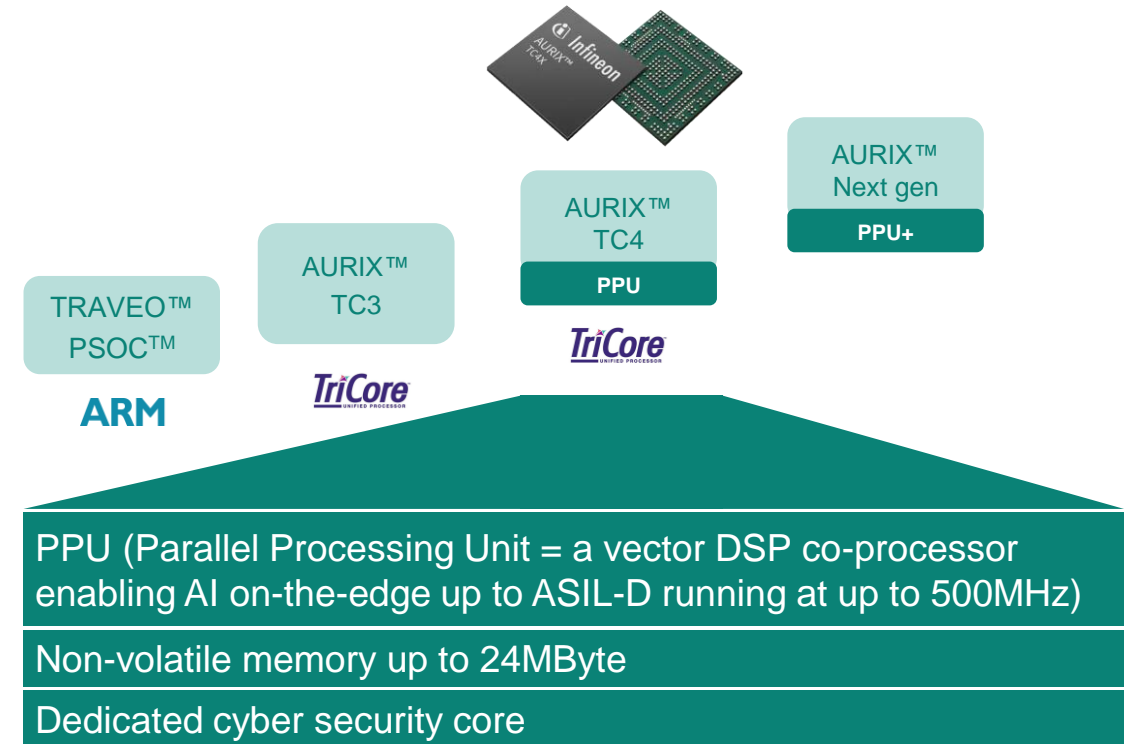 Infineon
AURIX™
TC4X
AURIX™
Next gen
PPU+
AURIX™
TC4
PPU
TriCore
UNIFIED PROCESSOR
AURIX™
TC3
TriCore
UNIFIED PROCESSOR
TRAVEO™
PSOC™
ARM
PPU (Parallel Processing Unit = a vector DSP co-processor
enabling AI on-the-edge up to ASIL-D running at up to 500MHz)
Non-volatile memory up to 24MByte
Dedicated cyber security core